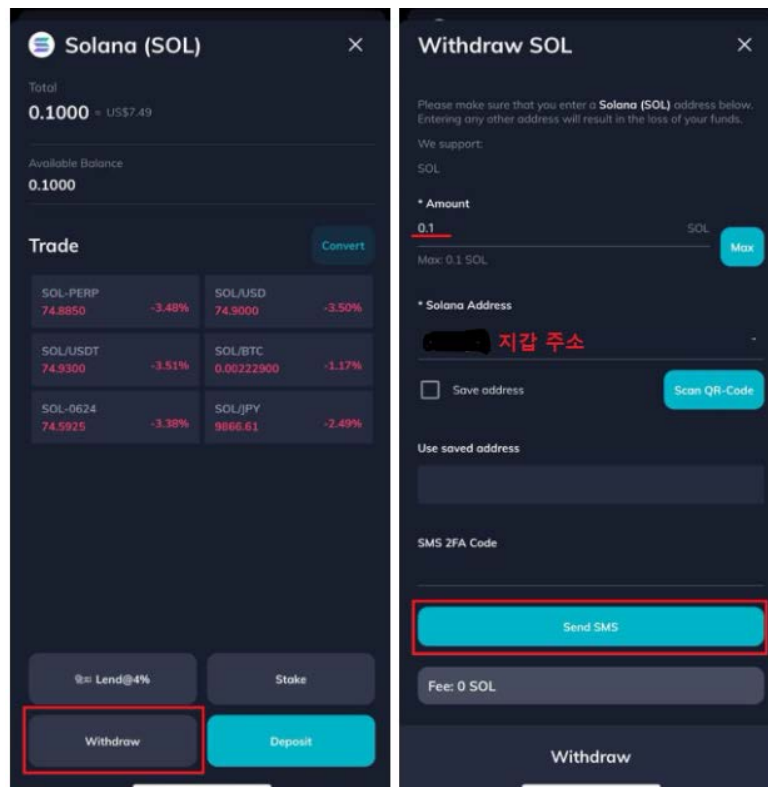 Solana (SOL)
Total
0.1000 ≈ US$7.49
Available Balance
0.1000
Trade
Convert
SOL-PERP
74.8850 -3.48%
SOL/USD
74.9000 -3.50%
SOL/USDT
74.9300 -3.51%
SOL/BTC
0.00222900 -1.17%
SOL-0624
74.5925 -3.38%
SOL/JPY
9866.61 -2.49%
Lend@4%
Stake
Withdraw
Deposit
Withdraw SOL
Please make sure that you enter a Solana (SOL) address below.
Entering any other address will result in the loss of your funds.
We support:
SOL
* Amount
0.1 SOL
Max
Max: 0.1 SOL
* Solana Address
지갑 주소
Save address
Scan QR-Code
Use saved address
SMS 2FA Code
Send SMS
Fee: 0 SOL
Withdraw